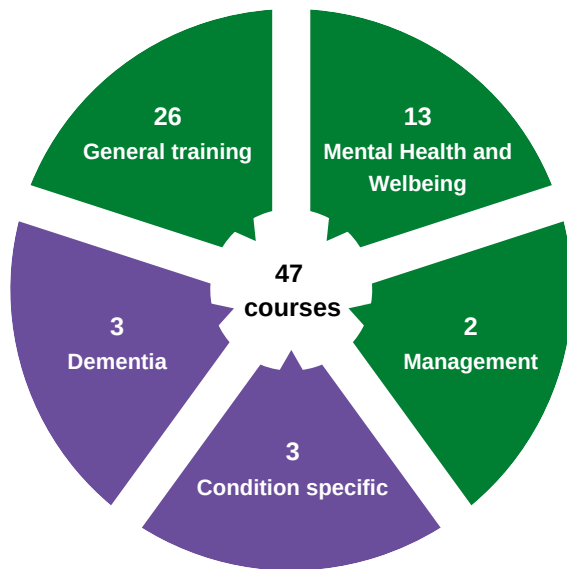 26
General training
13
Mental Health and
Welbeing
47
courses
3
Dementia
2
Management
3
Condition specific